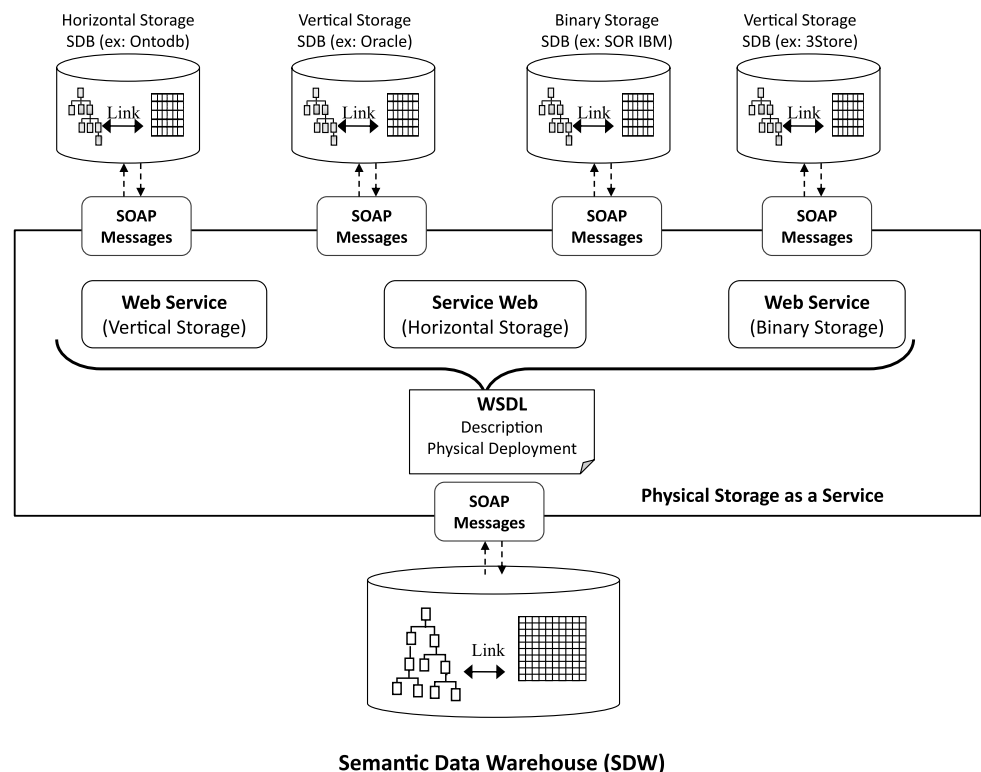 Horizontal Storage
SDB (ex: Ontodb)
Vertical Storage
SDB (ex: Oracle)
Binary Storage
SDB (ex: SOR IBM)
Vertical Storage
SDB (ex: 3Store)
Link
Link
Link
Link
SOAP
Messages
SOAP
Messages
SOAP
Messages
SOAP
Messages
Web Service
(Vertical Storage)
Service Web
(Horizontal Storage)
Web Service
(Binary Storage)
WSDL
Description
Physical Deployment
SOAP
Messages
Physical Storage as a Service
Link
Semantic Data Warehouse (SDW)